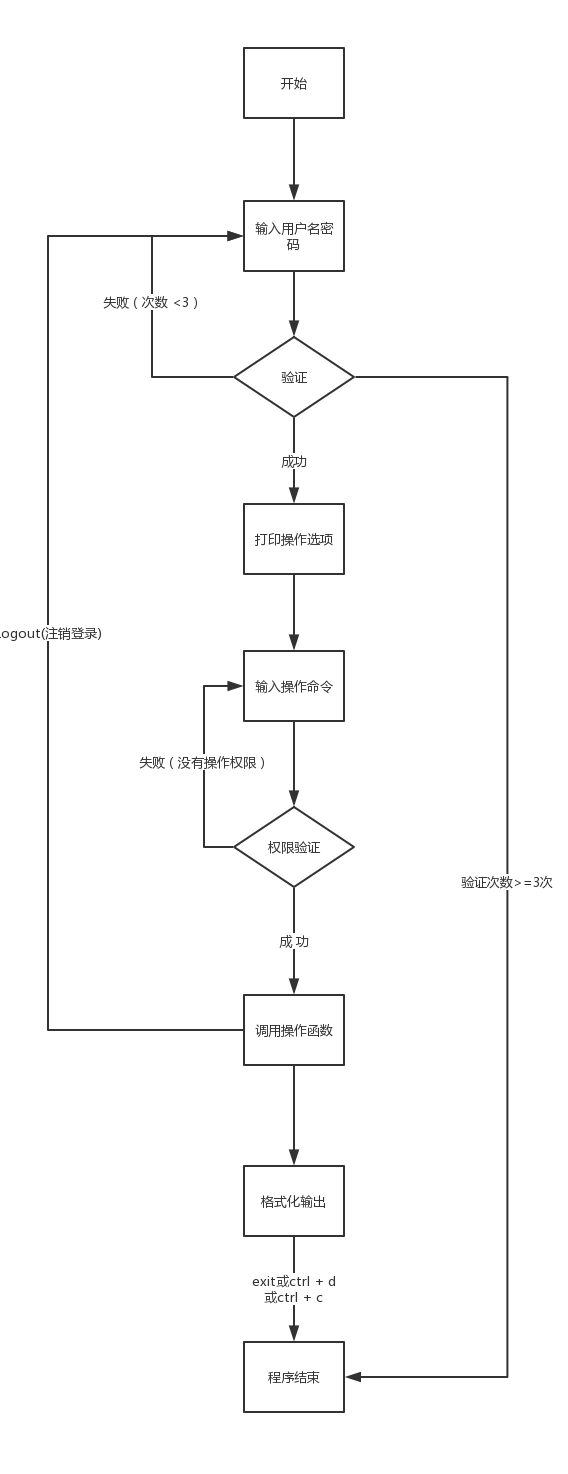 开始
输入用户名密
码
失败（次数 <3）
验证
成功
打印操作选项
Logout(注销登录)
输入操作命令
失败（没有操作权限）
权限验证
验证次数>=3次
成 功
调用操作函数
格式化输出
exit或ctrl + d
或ctrl + c
程序结束